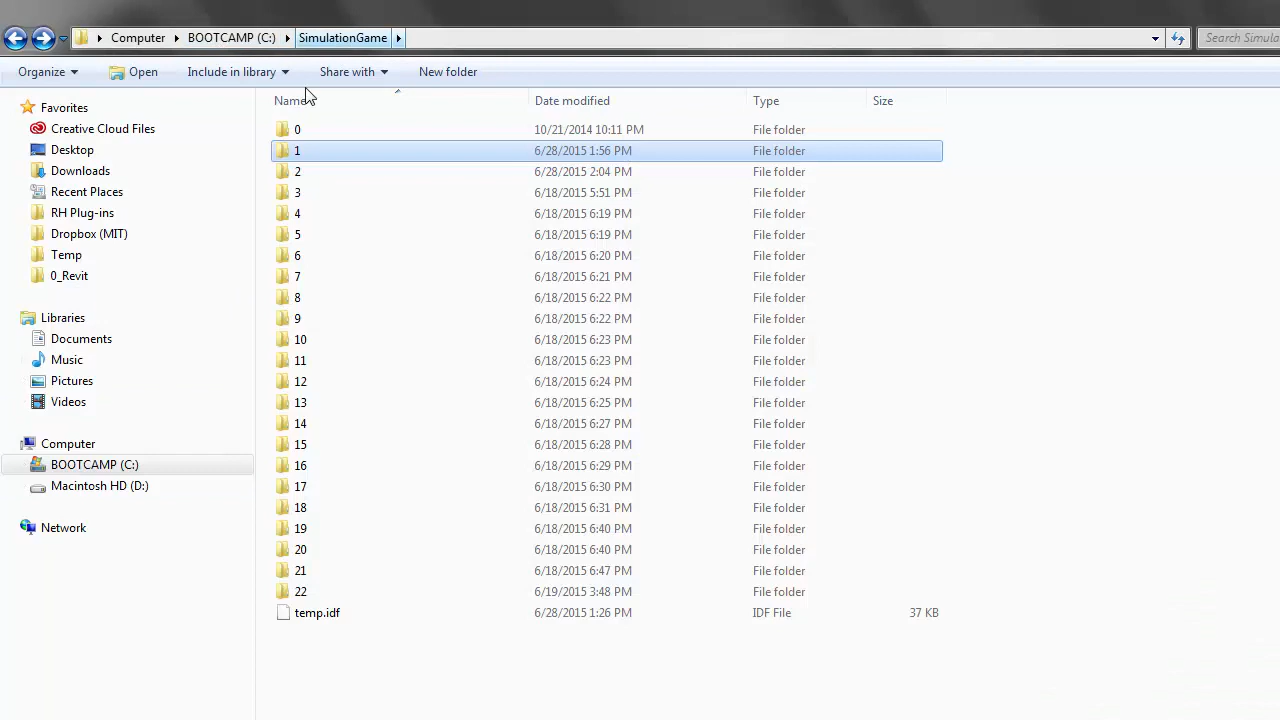 Computer BOOTCAMP (C:) SimulationGame Search Simula
Organize Open Include in library Share with New folder
Name Date modified Type Size
Favorites
Creative Cloud Files
Desktop
Downloads
Recent Places
RH Plug-ins
Dropbox (MIT)
Temp
0_Revit
Libraries
Documents
Music
Pictures
Videos
Computer
BOOTCAMP (C:)
Macintosh HD (D:)
Network
0 10/21/2014 10:11 PM File folder
1 6/28/2015 1:56 PM File folder
2 6/28/2015 2:04 PM File folder
3 6/18/2015 5:51 PM File folder
4 6/18/2015 6:19 PM File folder
5 6/18/2015 6:19 PM File folder
6 6/18/2015 6:20 PM File folder
7 6/18/2015 6:21 PM File folder
8 6/18/2015 6:22 PM File folder
9 6/18/2015 6:22 PM File folder
10 6/18/2015 6:23 PM File folder
11 6/18/2015 6:23 PM File folder
12 6/18/2015 6:24 PM File folder
13 6/18/2015 6:25 PM File folder
14 6/18/2015 6:27 PM File folder
15 6/18/2015 6:28 PM File folder
16 6/18/2015 6:29 PM File folder
17 6/18/2015 6:30 PM File folder
18 6/18/2015 6:31 PM File folder
19 6/18/2015 6:40 PM File folder
20 6/18/2015 6:40 PM File folder
21 6/18/2015 6:47 PM File folder
22 6/19/2015 3:48 PM File folder
temp.idf 6/28/2015 1:26 PM IDF File 37 KB